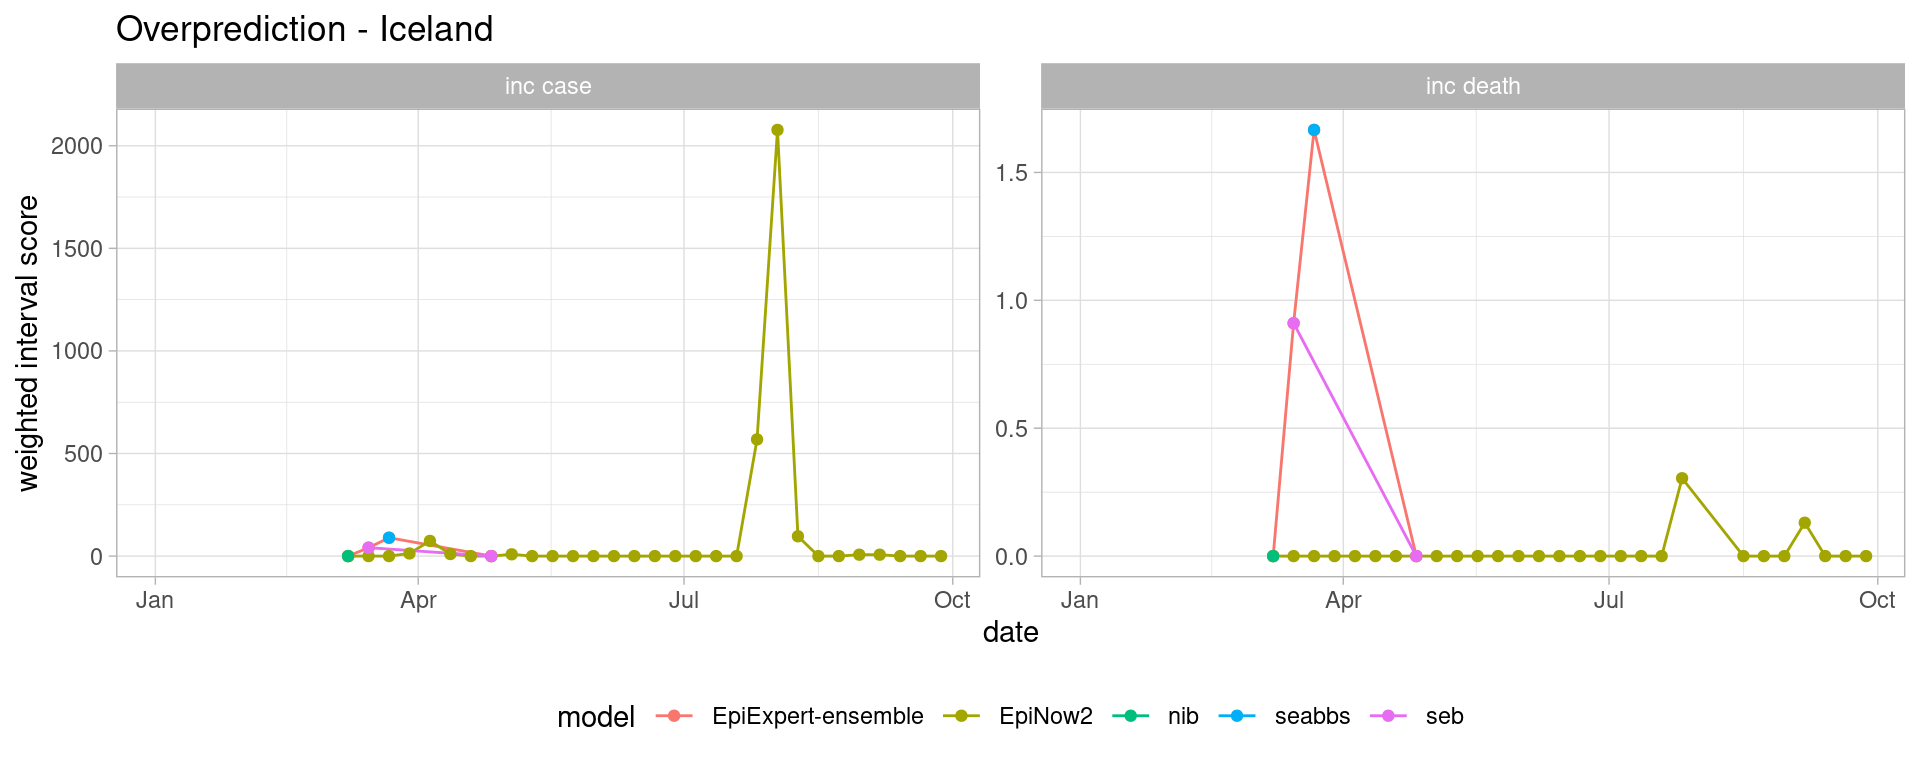 Overprediction - Iceland
inc case
inc death
weighted interval score
2000
1500
1000
500
0
1.5
1.0
0.5
0.0
Jan Apr Jul Oct
Jan Apr Jul Oct
date
model EpiExpert-ensemble EpiNow2 nib seabbs seb